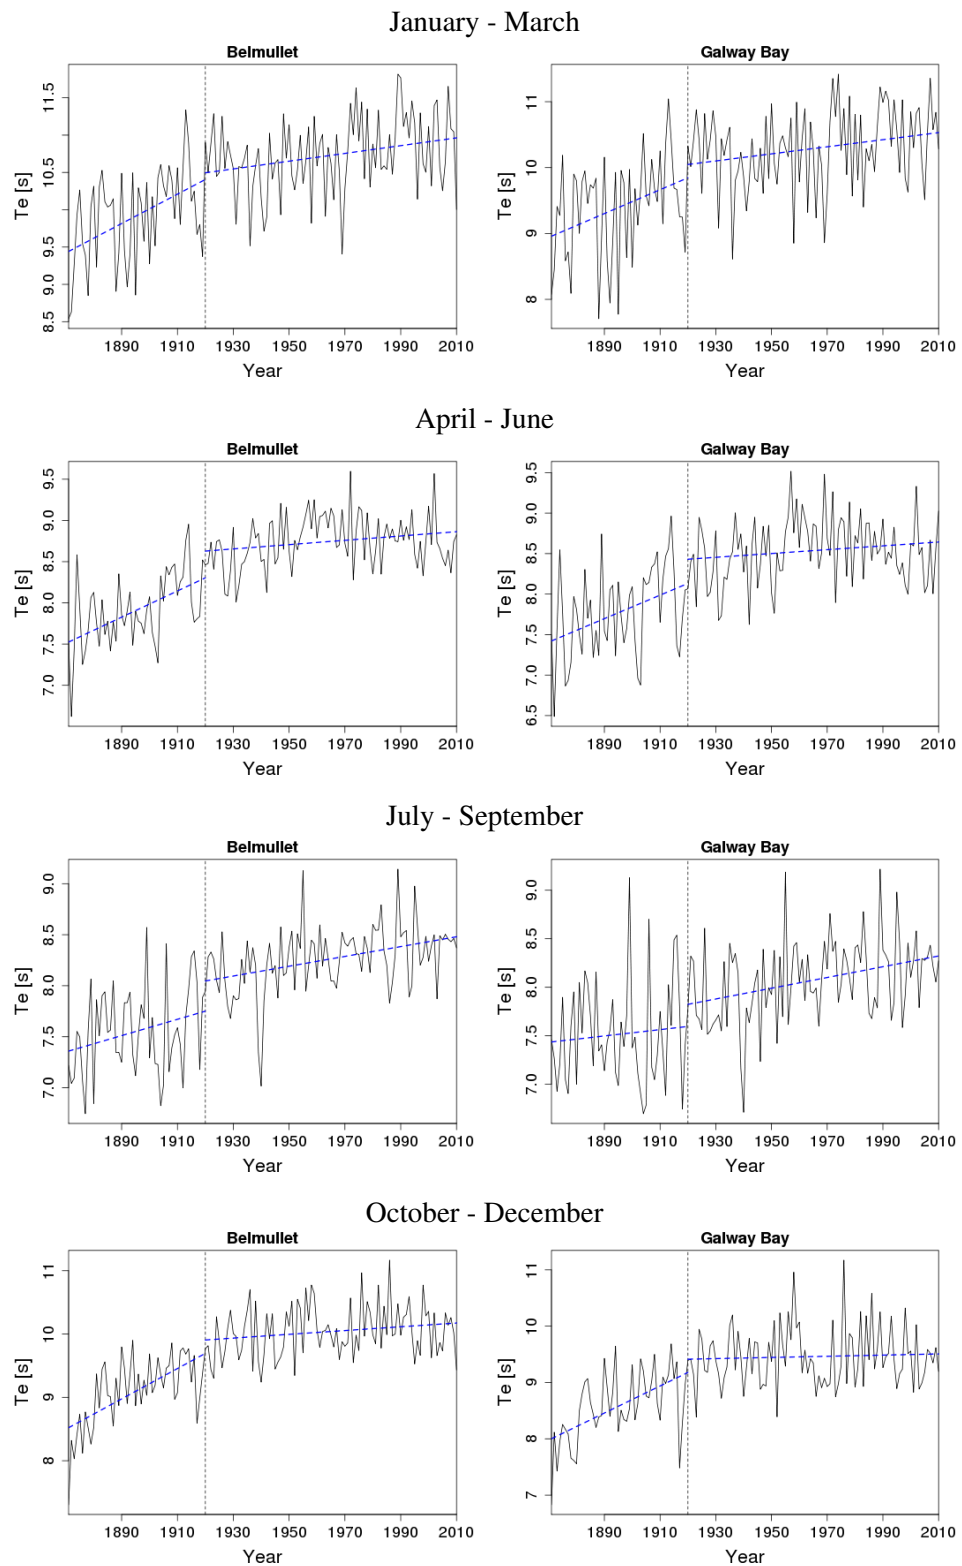 January - March
Belmullet
Galway Bay
Te [s]
8.5 9.0 9.5 10.5 11.5
1890 1910 1930 1950 1970 1990 2010
Year
Te [s]
8 9 10 11
1890 1910 1930 1950 1970 1990 2010
Year
April - June
Belmullet
Galway Bay
Te [s]
7.0 7.5 8.0 8.5 9.0 9.5
1890 1910 1930 1950 1970 1990 2010
Year
Te [s]
6.5 7.0 7.5 8.0 8.5 9.0 9.5
1890 1910 1930 1950 1970 1990 2010
Year
July - September
Belmullet
Galway Bay
Te [s]
7.0 7.5 8.0 8.5 9.0
1890 1910 1930 1950 1970 1990 2010
Year
Te [s]
7.0 7.5 8.0 8.5 9.0
1890 1910 1930 1950 1970 1990 2010
Year
October - December
Belmullet
Galway Bay
Te [s]
8 9 10 11
1890 1910 1930 1950 1970 1990 2010
Year
Te [s]
7 8 9 10 11
1890 1910 1930 1950 1970 1990 2010
Year